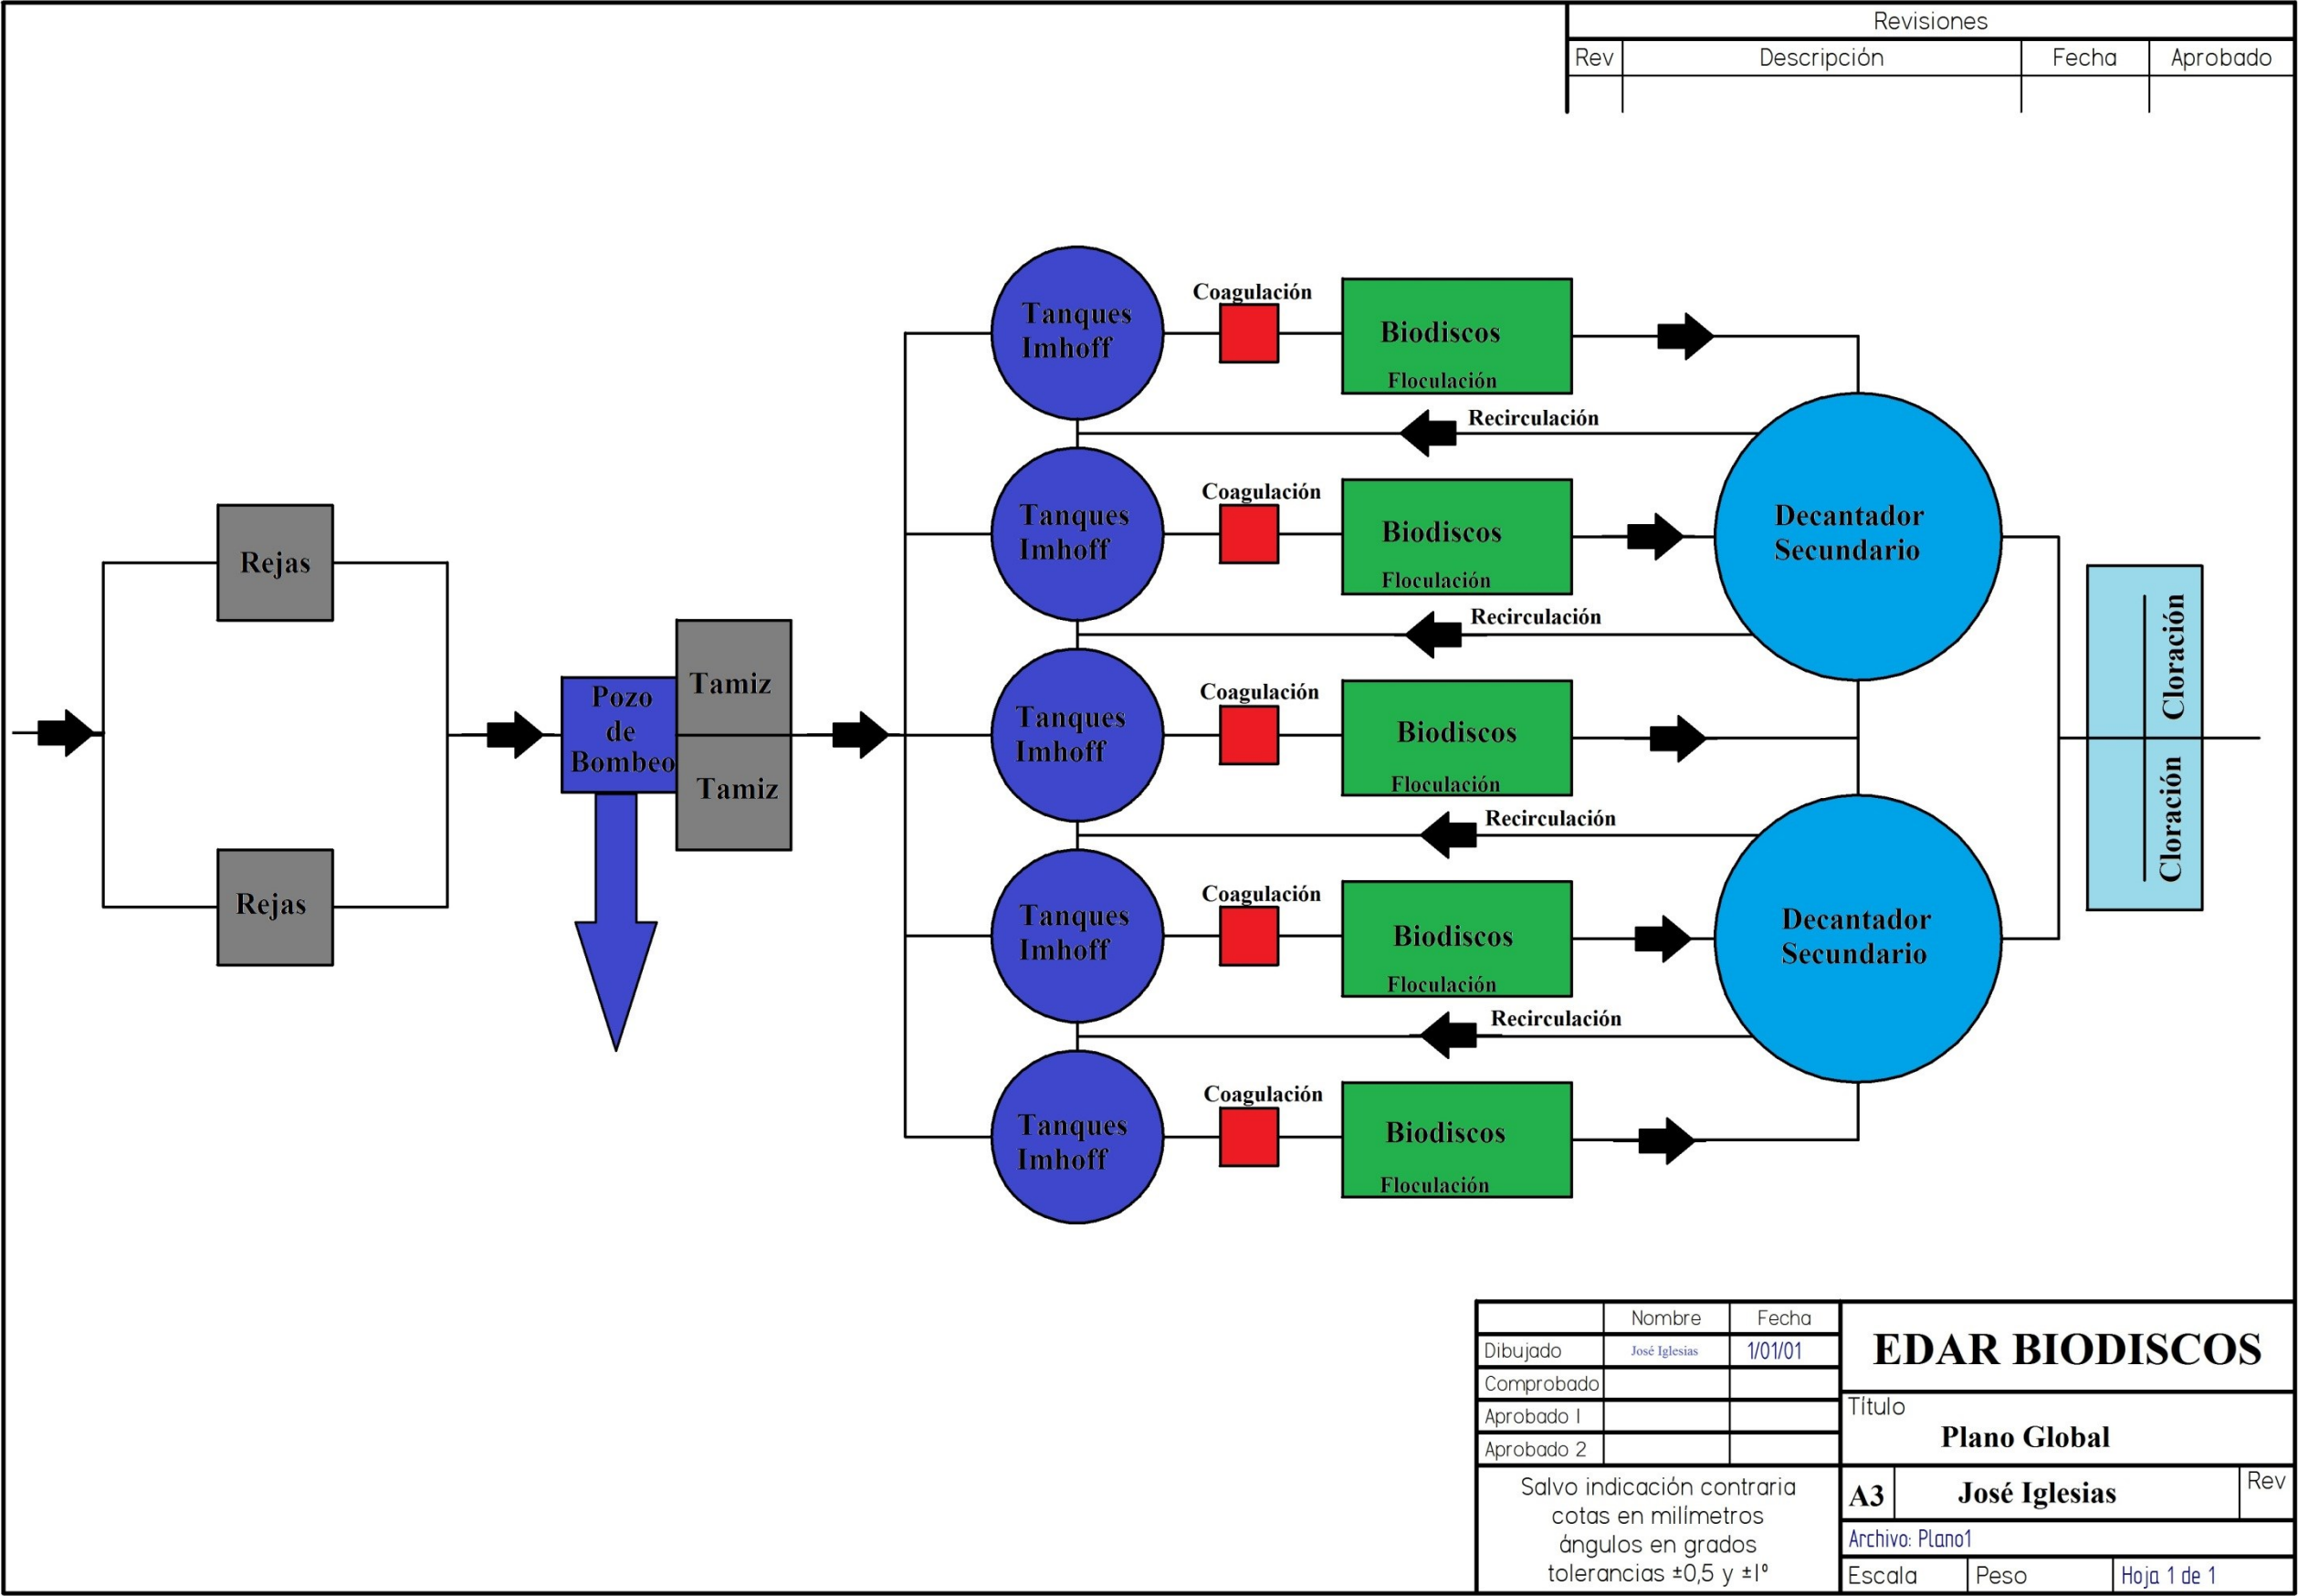 Revisiones
Rev Descripción Fecha Aprobado
Coagulación
Tanques
Imhoff
Biodiscos
Floculación
Recirculación
Coagulación
Tanques
Imhoff
Biodiscos
Floculación
Decantador
Secundario
Recirculación
Rejas
Rejas
Pozo
de
Bombeo
Tamiz
Tamiz
Coagulación
Tanques
Imhoff
Biodiscos
Floculación
Recirculación
Coagulación
Tanques
Imhoff
Biodiscos
Floculación
Decantador
Secundario
Recirculación
Coagulación
Tanques
Imhoff
Biodiscos
Floculación
Cloración
Cloración
Nombre Fecha
Dibujado José Iglesias 1/01/01
Comprobado
Aprobado 1
Aprobado 2
Salvo indicación contraria
cotas en milímetros
ángulos en grados
tolerancias ±0,5 y ±1º
EDAR BIODISCOS
Título
Plano Global
A3 José Iglesias Rev
Archivo: Plano1
Escala Peso Hoja 1 de 1